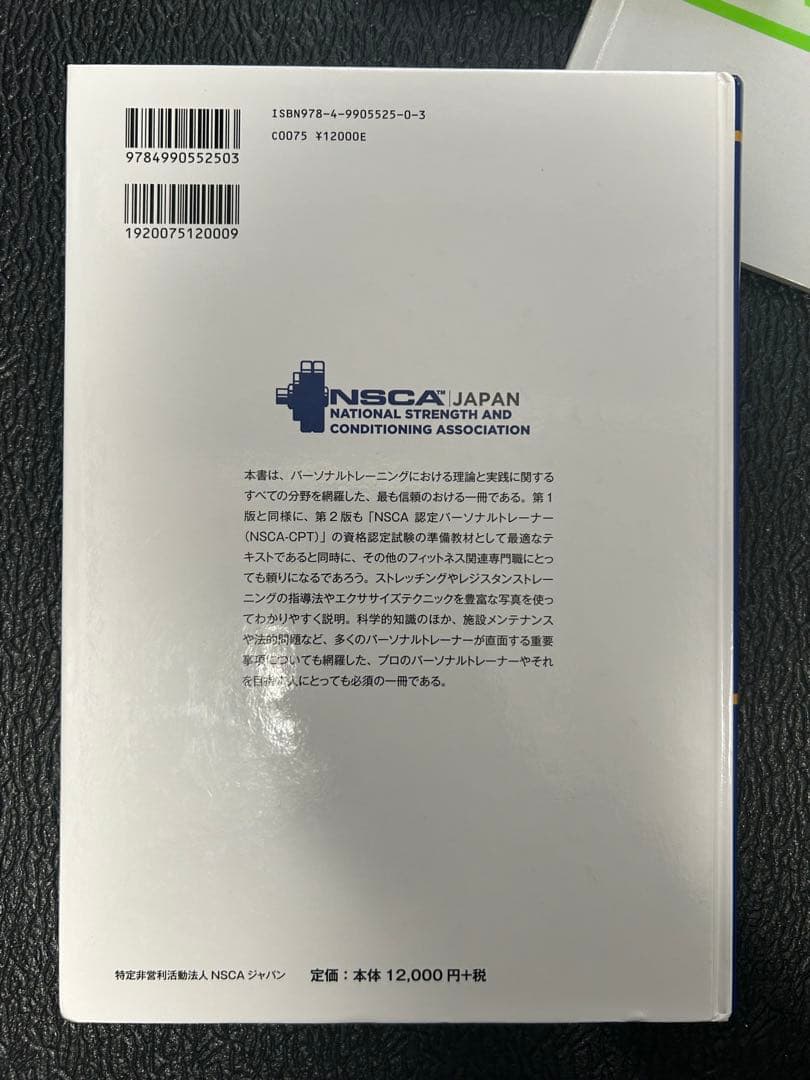 ISBN978-4-9905525-0-3
C0075 ¥12000E
9784990552503
1920075120009
NSCA™ JAPAN
NATIONAL STRENGTH AND
CONDITIONING ASSOCIATION
本書は、パーソナルトレーニングにおける理論と実践に関する
すべての分野を網羅した、最も信頼のおける一冊である。第1
版と同様に、第2版も「NSCA 認定パーソナルトレーナー
(NSCA-CPT)」の資格認定試験の準備教材として最適なテ
キストであると同時に、その他のフィットネス関連専門職にとっ
ても頼りになるであろう。ストレッチングやレジスタンストレー
ニングの指導法やエクササイズテクニックを豊富な写真を使っ
てわかりやすく説明。科学的知識のほか、施設メンテナンス
や法的問題など、多くのパーソナルトレーナーが直面する重要
事項についても網羅した、プロのパーソナルトレーナーやそれ
を目指す人にとっても必須の一冊である。
特定非営利活動法人 NSCA ジャパン 定価:本体 12,000 円+税